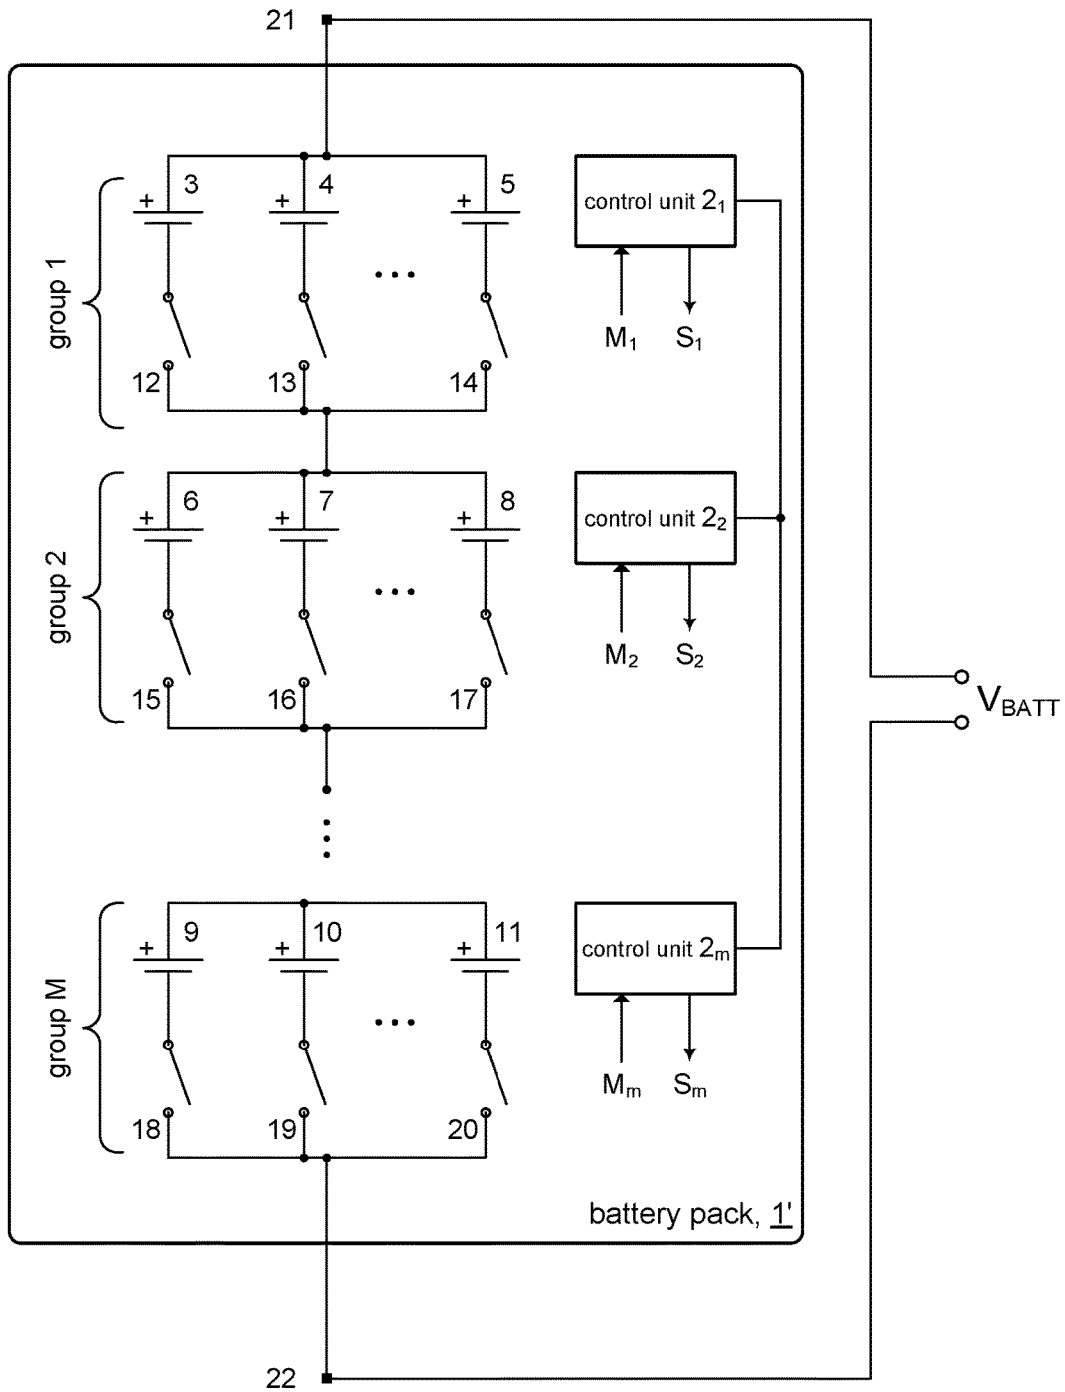 21
group 1
+ 3
+ 4
+ 5
...
12
13
14
control unit 2₁
M₁
S₁
group 2
+ 6
+ 7
+ 8
...
15
16
17
control unit 2₂
M₂
S₂
V_BATT
group M
+ 9
+ 10
+ 11
...
18
19
20
control unit 2ₘ
Mₘ
Sₘ
battery pack, 1'
22